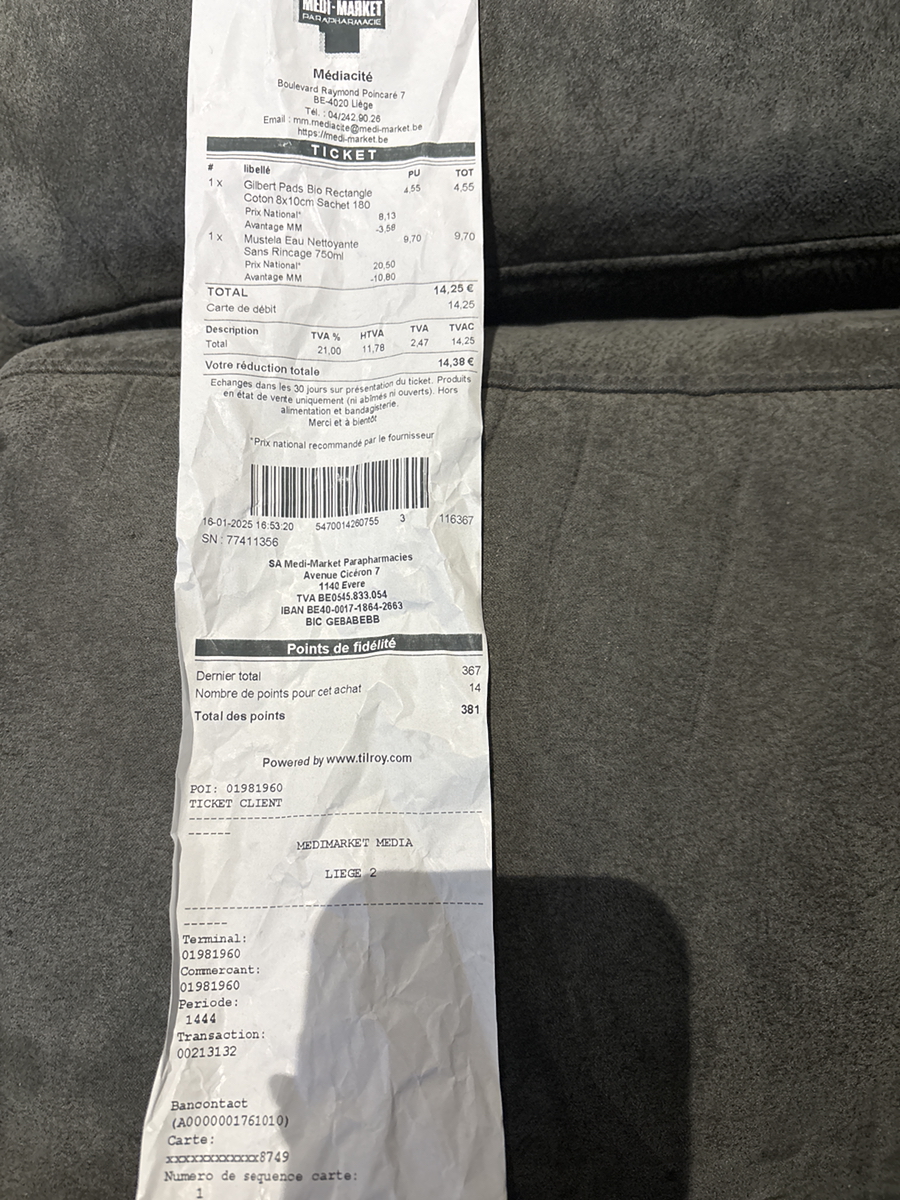 MEDI-MARKET
PARAPHARMACIE
Médiacité
Boulevard Raymond Poincaré 7
BE-4020 Liège
Tél. : 04/242.90.26
Email : mm.mediacite@medi-market.be
https://medi-market.be
TICKET
# libellé PU TOT
1 x Gilbert Pads Bio Rectangle 4,55 4,55
Coton 8x10cm Sachet 180
Prix National* 8,13
Avantage MM -3,58
1 x Mustela Eau Nettoyante 9,70 9,70
Sans Rincage 750ml
Prix National* 20,50
Avantage MM -10,80
TOTAL 14,25 €
Carte de débit 14,25
Description TVA % HTVA TVA TVAC
Total 21,00 11,78 2,47 14,25
Votre réduction totale 14,38 €
Echanges dans les 30 jours sur présentation du ticket. Produits
en état de vente uniquement (ni abîmés ni ouverts). Hors
alimentation et bandagisterie.
Merci et à bientôt
*Prix national recommandé par le fournisseur
16-01-2025 16:53:20 5470014260755 3 116367
SN : 77411356
SA Medi-Market Parapharmacies
Avenue Cicéron 7
1140 Evere
TVA BE0545.833.054
IBAN BE40-0017-1864-2663
BIC GEBABEBB
Points de fidélité
Dernier total 367
Nombre de points pour cet achat 14
Total des points 381
Powered by www.tilroy.com
POI: 01981960
TICKET CLIENT
------------------------------------
------
MEDIMARKET MEDIA
LIEGE 2
------------------------------------
------
Terminal:
01981960
Commercant:
01981960
Periode:
1444
Transaction:
00213132
Bancontact
(A0000001761010)
Carte:
xxxxxxxxxxxx8749
Numero de sequence carte:
1